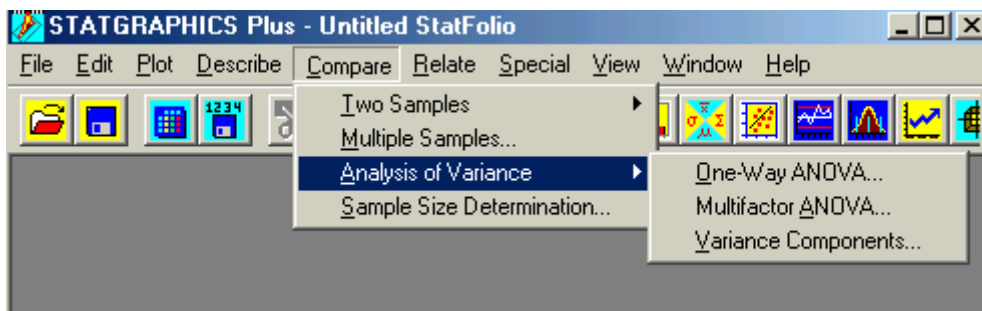 STATGRAPHICS Plus - Untitled StatFolio
File Edit Plot Describe Compare Relate Special View Window Help
1234
Two Samples
Multiple Samples...
Analysis of Variance
Sample Size Determination...
One-Way ANOVA...
Multifactor ANOVA...
Variance Components...